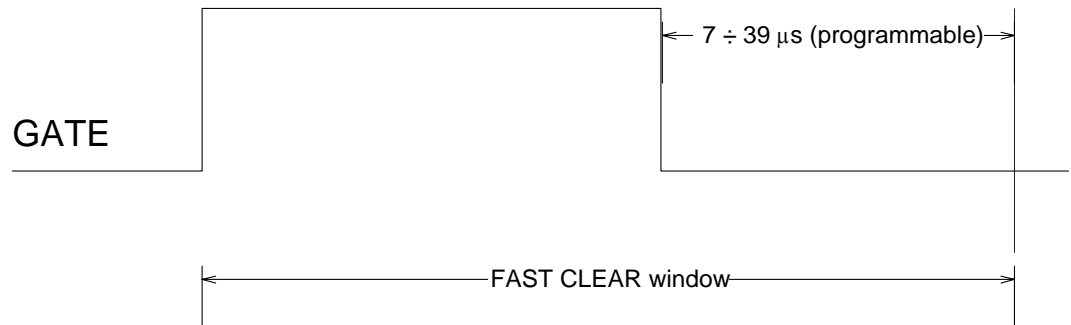 7 ÷ 39 μs (programmable)
GATE
FAST CLEAR window